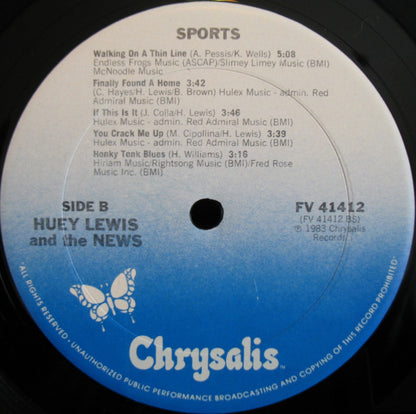 SPORTS
Walking On A Thin Line (A. Pessis/K. Wells) 5:08
Endless Frogs Music (ASCAP)/Slimey Limey Music (BMI)
McNoodle Music
Finally Found A Home 3:42
(C. Hayes/H. Lewis/B. Brown) Hulex Music - admin. Red
Admiral Music (BMI)
If This Is It (J. Colla/H. Lewis) 3:46
Hulex Music - admin. Red Admiral Music (BMI)
You Crack Me Up (M. Cipollina/H. Lewis) 3:39
Hulex Music - admin. Red Admiral Music (BMI)
Honky Tonk Blues (H. Williams) 3:16
Hiriam Music/Rightsong Music (BMI)/Fred Rose
Music Inc. (BMI)
SIDE B
HUEY LEWIS
and the NEWS
FV 41412
(FV 41412 BS)
℗ 1983 Chrysalis
Records
Chrysalis™
ALL RIGHTS RESERVED - UNAUTHORIZED PUBLIC PERFORMANCE BROADCASTING AND COPYING OF THIS RECORD PROHIBITED